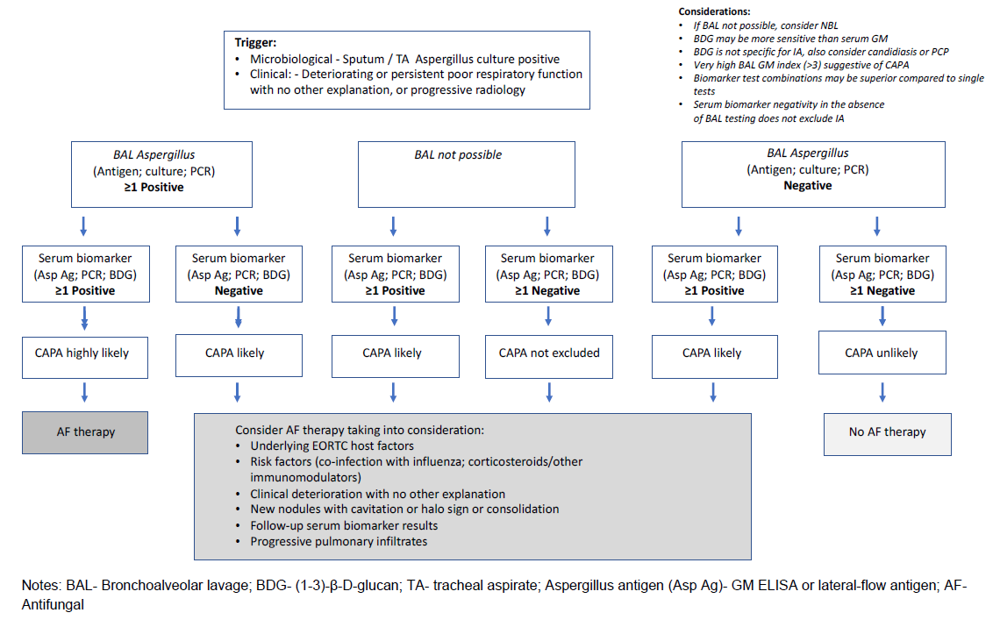 Considerations:
• If BAL not possible, consider NBL
• BDG may be more sensitive than serum GM
• BDG is not specific for IA, also consider candidiasis or PCP
• Very high BAL GM index (>3) suggestive of CAPA
• Biomarker test combinations may be superior compared to single
tests
• Serum biomarker negativity in the absence
of BAL testing does not exclude IA
Trigger:
• Microbiological - Sputum / TA Aspergillus culture positive
• Clinical: - Deteriorating or persistent poor respiratory function
with no other explanation, or progressive radiology
BAL Aspergillus
(Antigen; culture; PCR)
≥1 Positive
BAL not possible
BAL Aspergillus
(Antigen; culture; PCR)
Negative
Serum biomarker
(Asp Ag; PCR; BDG)
≥1 Positive
Serum biomarker
(Asp Ag; PCR; BDG)
Negative
Serum biomarker
(Asp Ag; PCR; BDG)
≥1 Positive
Serum biomarker
(Asp Ag; PCR; BDG)
≥1 Negative
Serum biomarker
(Asp Ag; PCR; BDG)
≥1 Positive
Serum biomarker
(Asp Ag; PCR; BDG)
≥1 Negative
CAPA highly likely
CAPA likely
CAPA likely
CAPA not excluded
CAPA likely
CAPA unlikely
AF therapy
Consider AF therapy taking into consideration:
• Underlying EORTC host factors
• Risk factors (co-infection with influenza; corticosteroids/other
immunomodulators)
• Clinical deterioration with no other explanation
• New nodules with cavitation or halo sign or consolidation
• Follow-up serum biomarker results
• Progressive pulmonary infiltrates
No AF therapy
Notes: BAL- Bronchoalveolar lavage; BDG- (1-3)-β-D-glucan; TA- tracheal aspirate; Aspergillus antigen (Asp Ag)- GM ELISA or lateral-flow antigen; AF-
Antifungal